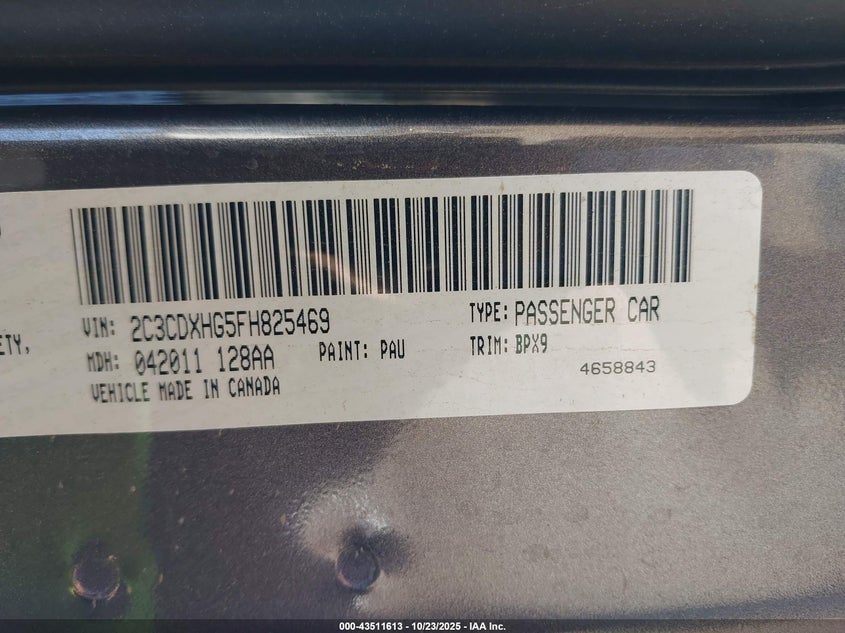 VIN: 2C3CDXHG5FH825469 TYPE: PASSENGER CAR
ETY,
MDH: 042011 128AA PAINT: PAU TRIM: BPX9
VEHICLE MADE IN CANADA 4658843
000-43511613 - 10/23/2025 - IAA Inc.